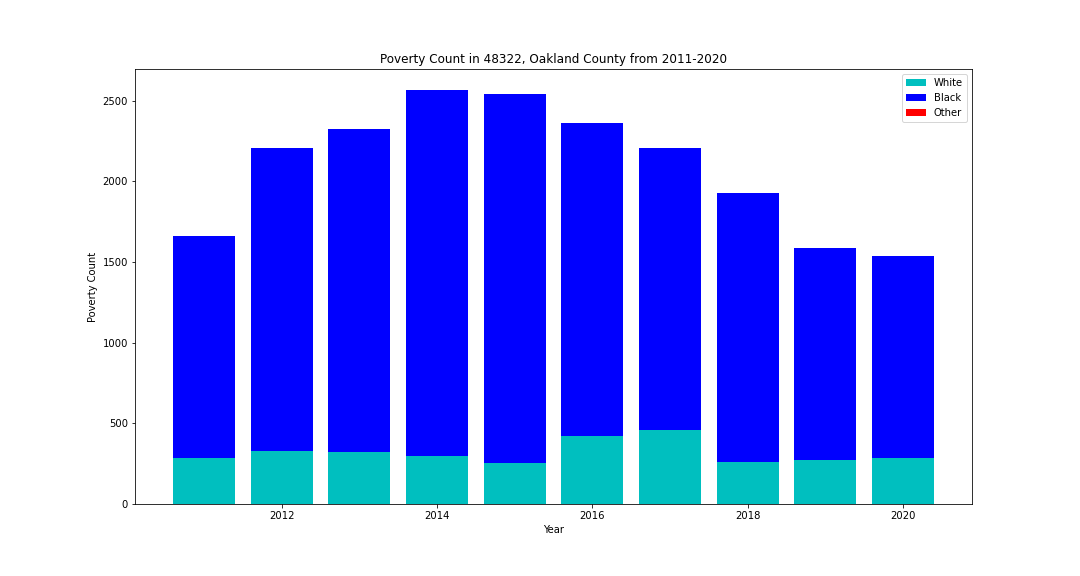 Poverty Count in 48322, Oakland County from 2011-2020
White
Black
Other
2500
2000
1500
1000
500
0
Poverty Count
2012 2014 2016 2018 2020
Year